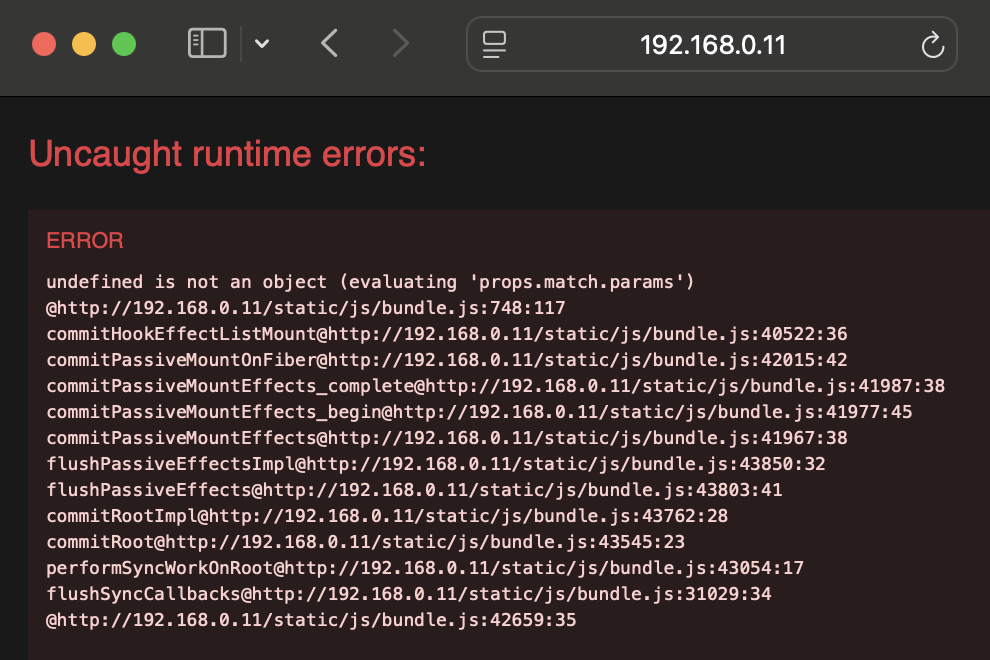 192.168.0.11
Uncaught runtime errors:
ERROR
undefined is not an object (evaluating 'props.match.params')
@http://192.168.0.11/static/js/bundle.js:748:117
commitHookEffectListMount@http://192.168.0.11/static/js/bundle.js:40522:36
commitPassiveMountOnFiber@http://192.168.0.11/static/js/bundle.js:42015:42
commitPassiveMountEffects_complete@http://192.168.0.11/static/js/bundle.js:41987:38
commitPassiveMountEffects_begin@http://192.168.0.11/static/js/bundle.js:41977:45
commitPassiveMountEffects@http://192.168.0.11/static/js/bundle.js:41967:38
flushPassiveEffectsImpl@http://192.168.0.11/static/js/bundle.js:43850:32
flushPassiveEffects@http://192.168.0.11/static/js/bundle.js:43803:41
commitRootImpl@http://192.168.0.11/static/js/bundle.js:43762:28
commitRoot@http://192.168.0.11/static/js/bundle.js:43545:23
performSyncWorkOnRoot@http://192.168.0.11/static/js/bundle.js:43054:17
flushSyncCallbacks@http://192.168.0.11/static/js/bundle.js:31029:34
@http://192.168.0.11/static/js/bundle.js:42659:35